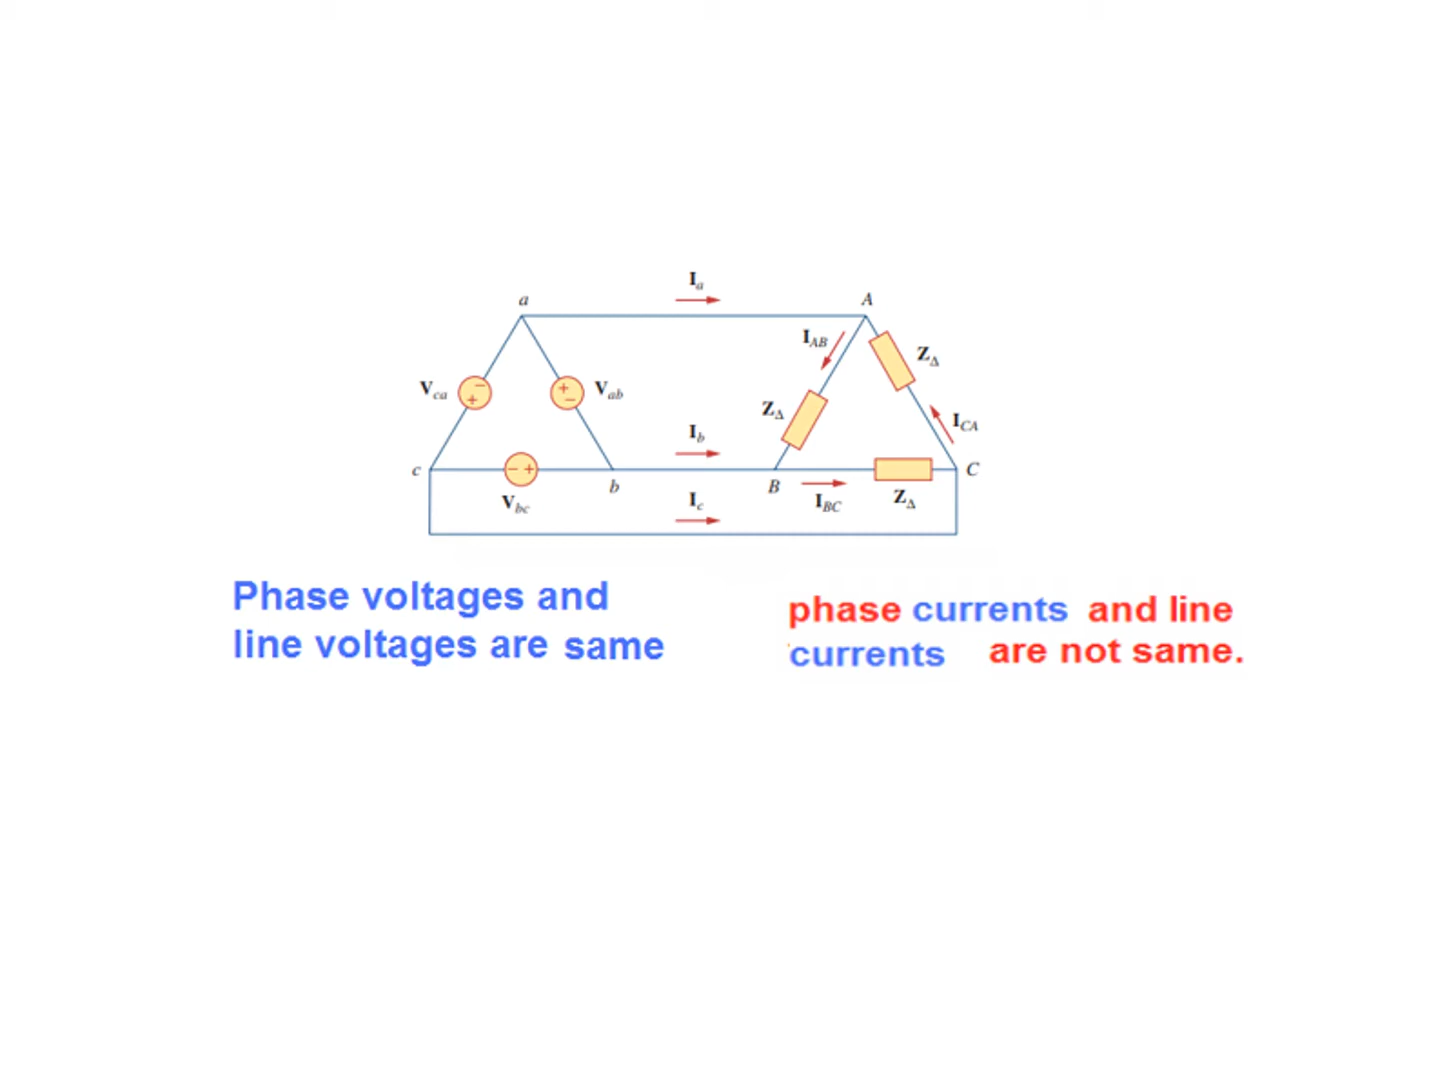 I_a
a
A
I_AB
Z_Δ
V_ca
V_ab
Z_Δ
I_CA
I_b
c
b
B
C
V_bc
I_c
I_BC
Z_Δ
Phase voltages and
line voltages are same
phase currents and line
currents are not same.